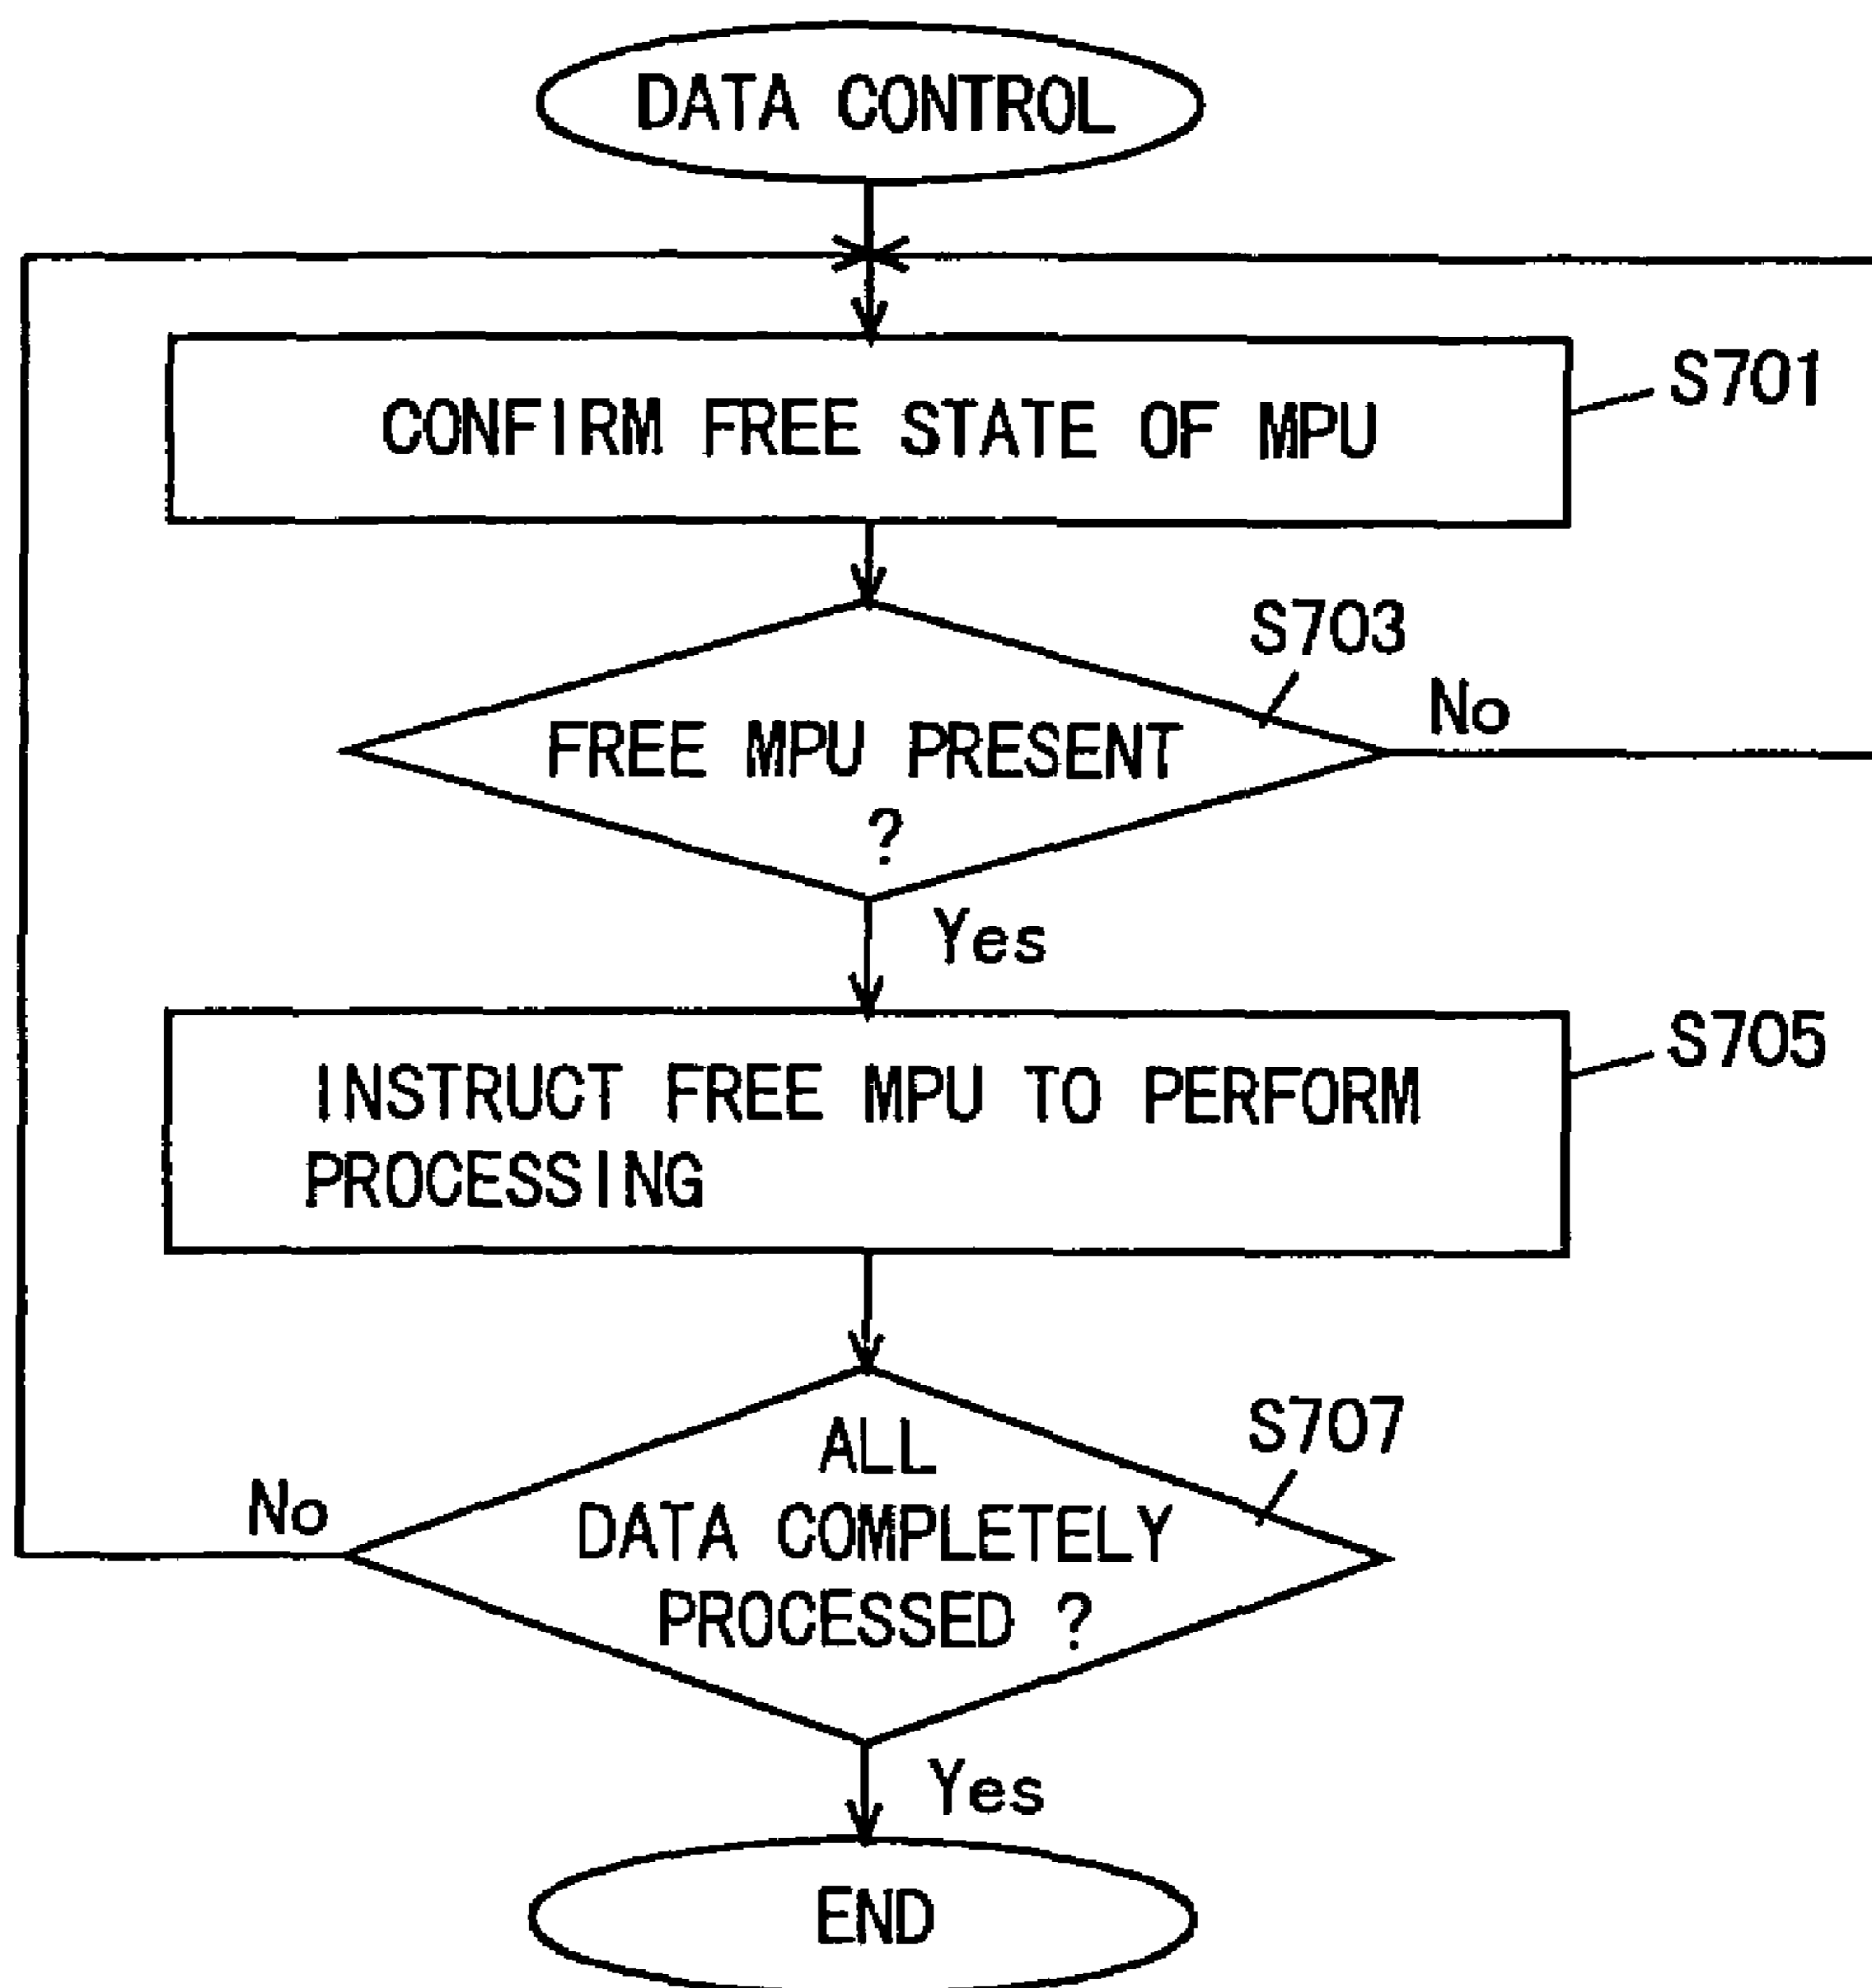 DATA CONTROL
CONFIRM FREE STATE OF MPU
S701
S703
FREE MPU PRESENT
?
No
Yes
INSTRUCT FREE MPU TO PERFORM
PROCESSING
S705
S707
ALL
DATA COMPLETELY
PROCESSED ?
No
Yes
END